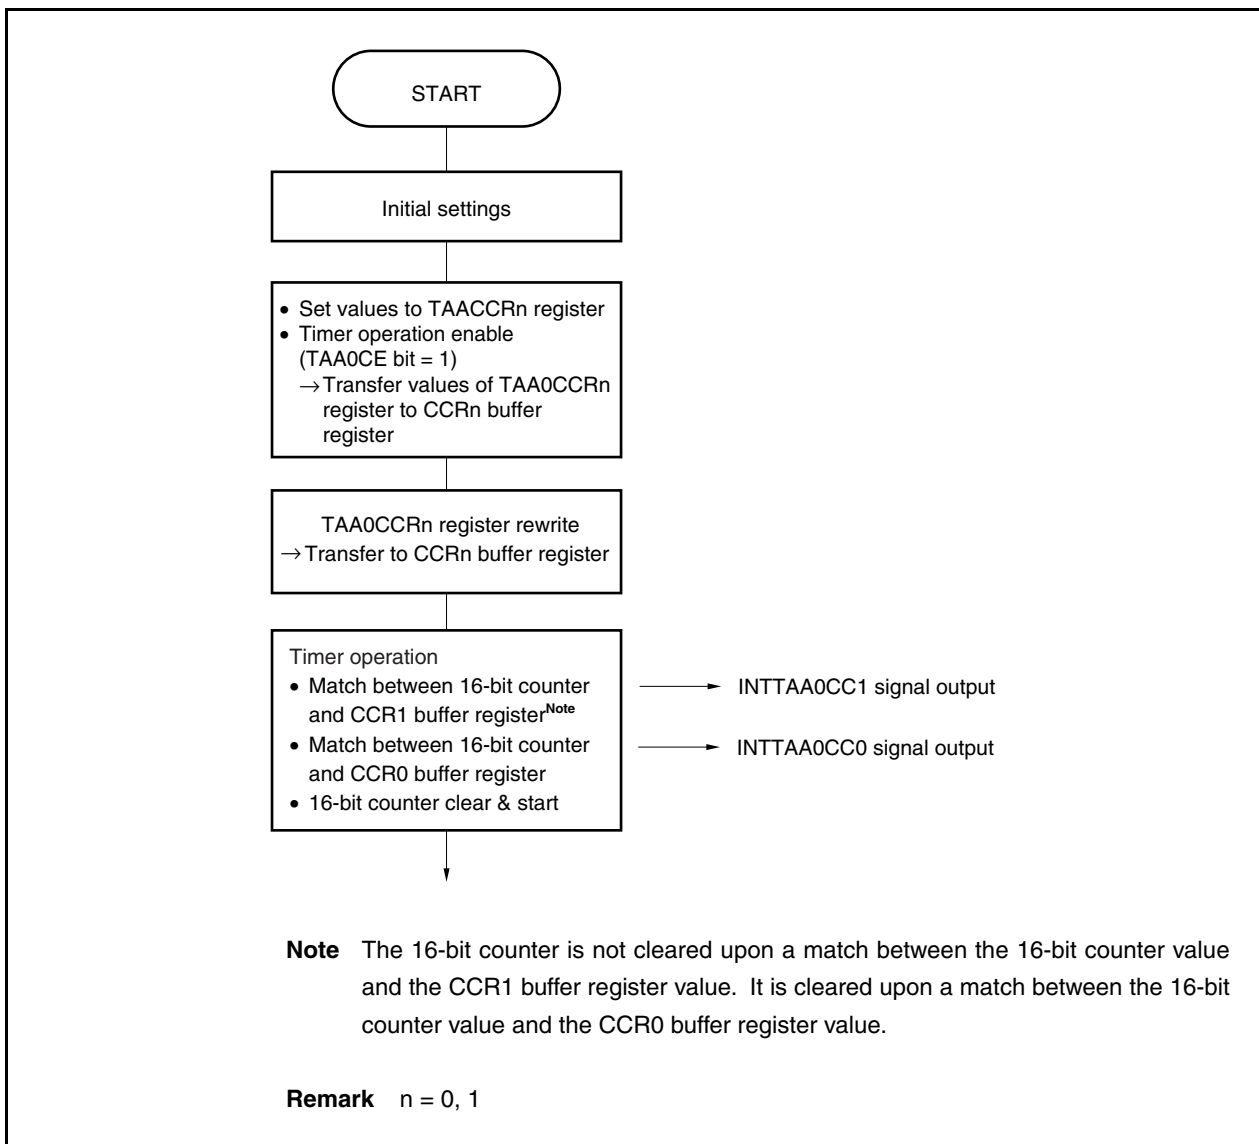 START
Initial settings
• Set values to TAACCRn register
• Timer operation enable
(TAA0CE bit = 1)
→ Transfer values of TAA0CCRn
register to CCRn buffer
register
TAA0CCRn register rewrite
→ Transfer to CCRn buffer register
Timer operation
• Match between 16-bit counter
and CCR1 buffer registerNote
• Match between 16-bit counter
and CCR0 buffer register
• 16-bit counter clear & start
INTTAA0CC1 signal output
INTTAA0CC0 signal output
Note The 16-bit counter is not cleared upon a match between the 16-bit counter value
and the CCR1 buffer register value. It is cleared upon a match between the 16-bit
counter value and the CCR0 buffer register value.
Remark n = 0, 1